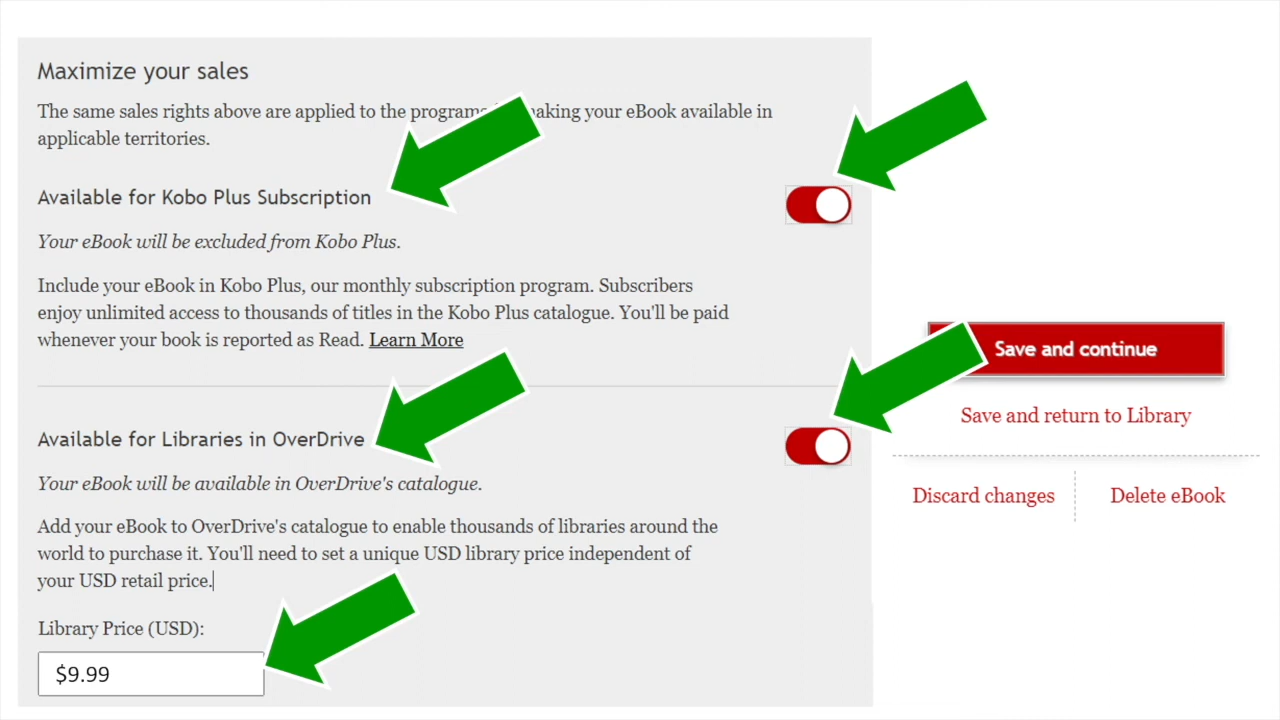 Maximize your sales
The same sales rights above are applied to the programs making your eBook available in
applicable territories.
Available for Kobo Plus Subscription
Your eBook will be excluded from Kobo Plus.
Include your eBook in Kobo Plus, our monthly subscription program. Subscribers
enjoy unlimited access to thousands of titles in the Kobo Plus catalogue. You'll be paid
whenever your book is reported as Read. Learn More
Available for Libraries in OverDrive
Your eBook will be available in OverDrive's catalogue.
Add your eBook to OverDrive's catalogue to enable thousands of libraries around the
world to purchase it. You'll need to set a unique USD library price independent of
your USD retail price.
Library Price (USD):
$9.99
Save and continue
Save and return to Library
Discard changes
Delete eBook